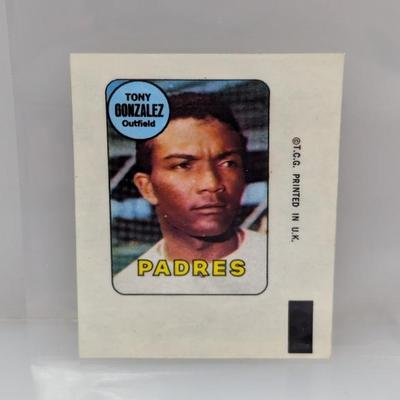 TONY
GONZALEZ
Outfield
PADRES
©T.C.G. PRINTED IN U.K.